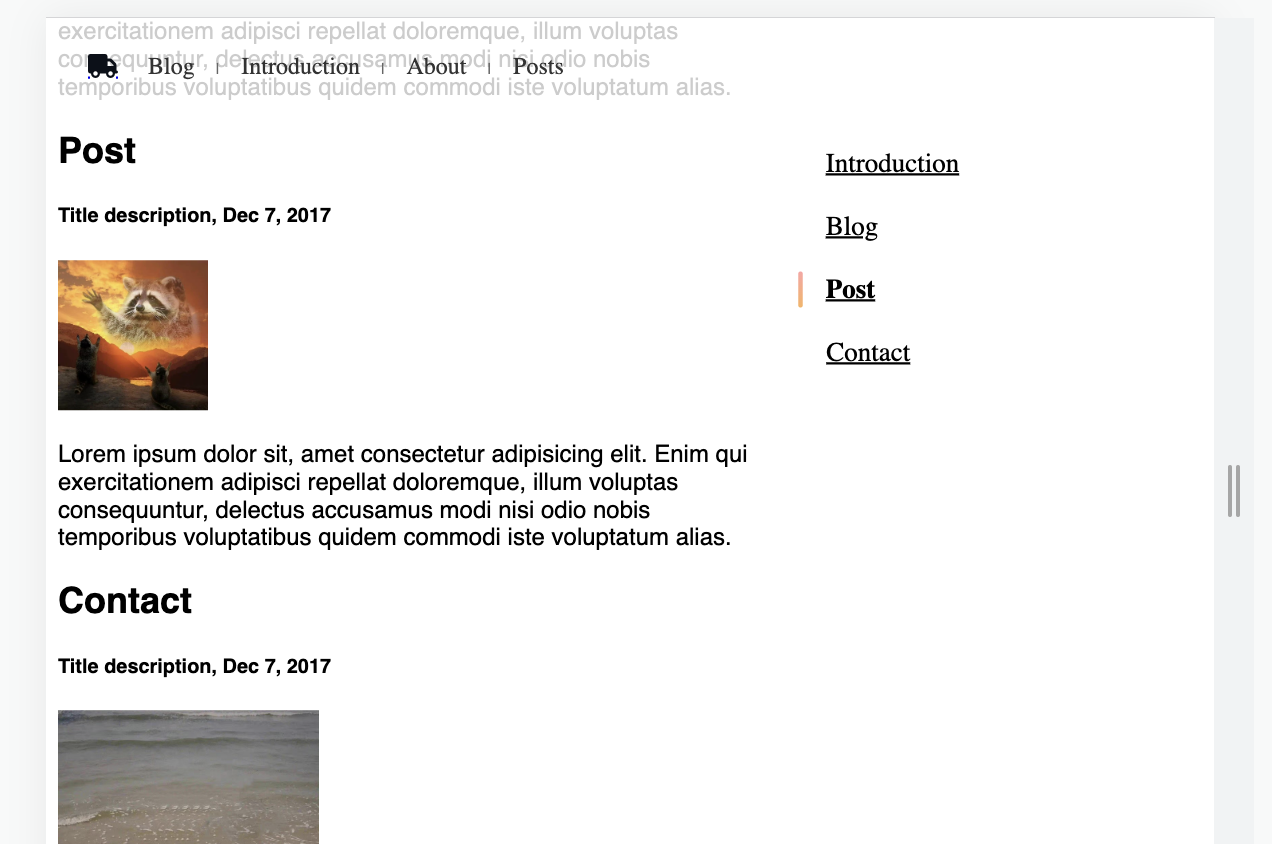 exercitationem adipisci repellat doloremque, illum voluptas
consequuntur, delectus accusamus modi nisi odio nobis
Blog | Introduction | About | Posts
temporibus voluptatibus quidem commodi iste voluptatum alias.
Post
Title description, Dec 7, 2017
Lorem ipsum dolor sit, amet consectetur adipisicing elit. Enim qui
exercitationem adipisci repellat doloremque, illum voluptas
consequuntur, delectus accusamus modi nisi odio nobis
temporibus voluptatibus quidem commodi iste voluptatum alias.
Contact
Title description, Dec 7, 2017
Introduction
Blog
Post
Contact